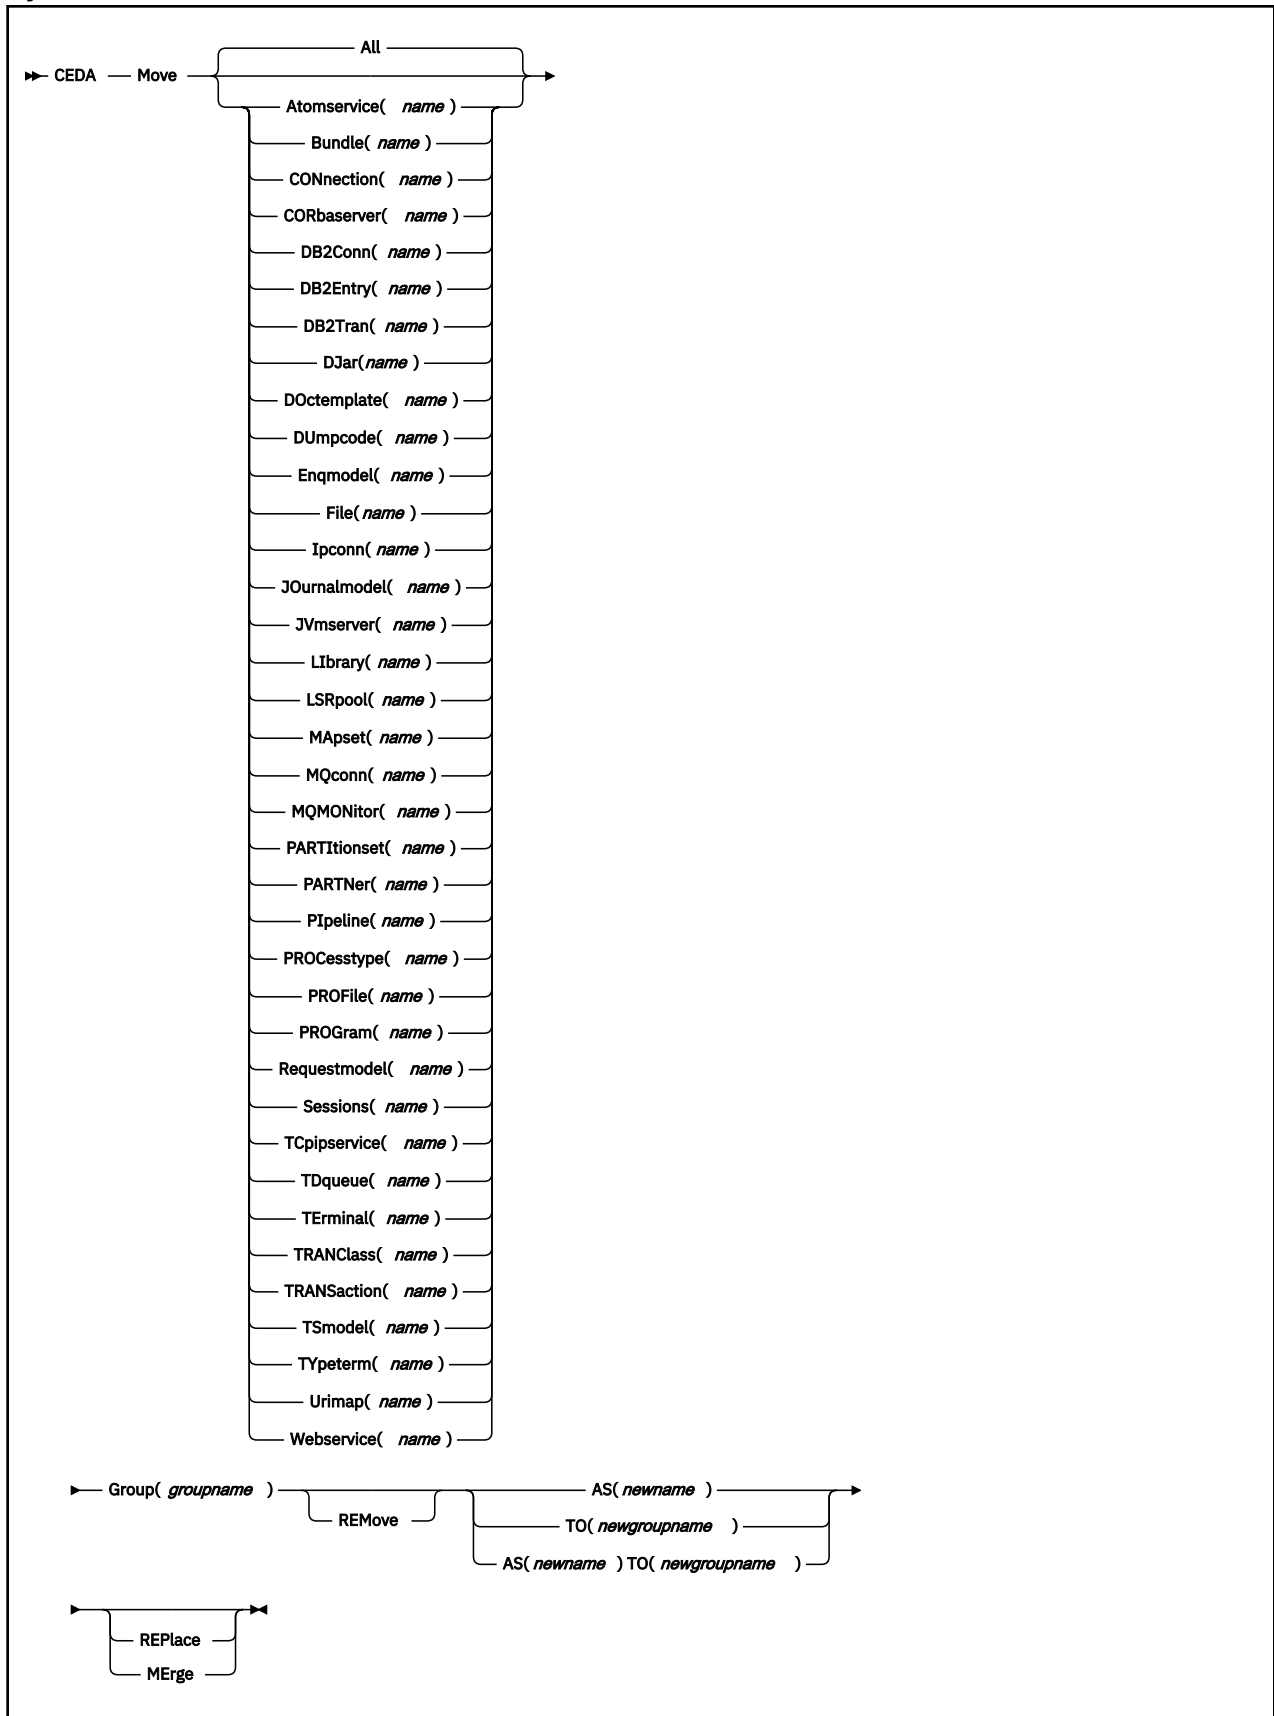 All
CEDA Move
Atomservice( name )
Bundle( name )
CONnection( name )
CORbaserver( name )
DB2Conn( name )
DB2Entry( name )
DB2Tran( name )
DJar(name )
DOctemplate( name )
DUmpcode( name )
Enqmodel( name )
File( name )
Ipconn( name )
JOurnalmodel( name )
JVmserver( name )
LIbrary( name )
LSRpool( name )
MApset( name )
MQconn( name )
MQMONitor( name )
PARTItionset( name )
PARTNer( name )
PIpeline( name )
PROCesstype( name )
PROFile( name )
PROGram( name )
Requestmodel( name )
Sessions( name )
TCpipservice( name )
TDqueue( name )
TErminal( name )
TRANClass( name )
TRANSaction( name )
TSmodel( name )
TYpeterm( name )
Urimap( name )
Webservice( name )
Group( groupname ) AS( newname )
REMove TO( newgroupname )
AS( newname ) TO( newgroupname )
REPlace
MErge